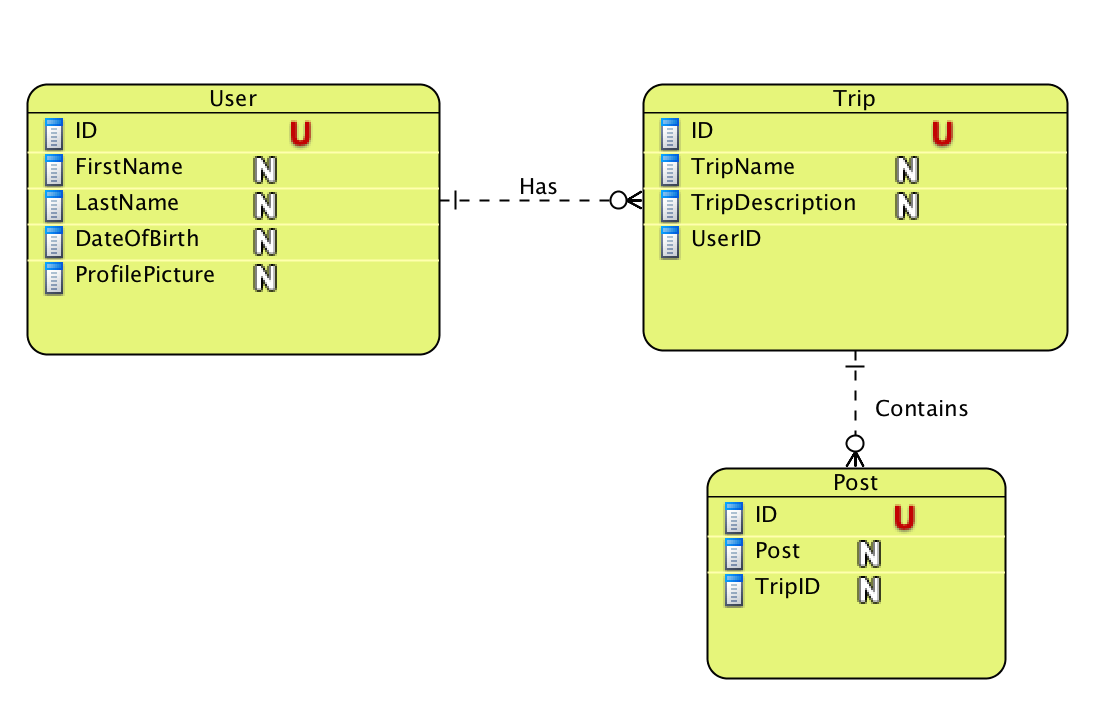 User
ID U
FirstName N
LastName N
DateOfBirth N
ProfilePicture N
Has
Trip
ID U
TripName N
TripDescription N
UserID
Contains
Post
ID U
Post N
TripID N